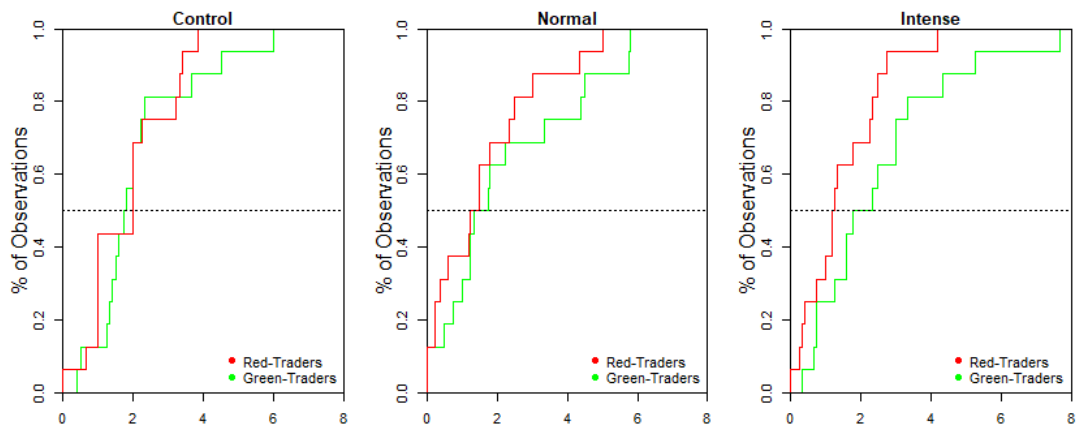 Control
% of Observations
0.0 0.2 0.4 0.6 0.8 1.0
Red-Traders
Green-Traders
0 2 4 6 8
Normal
% of Observations
0.0 0.2 0.4 0.6 0.8 1.0
Red-Traders
Green-Traders
0 2 4 6 8
Intense
% of Observations
0.0 0.2 0.4 0.6 0.8 1.0
Red-Traders
Green-Traders
0 2 4 6 8